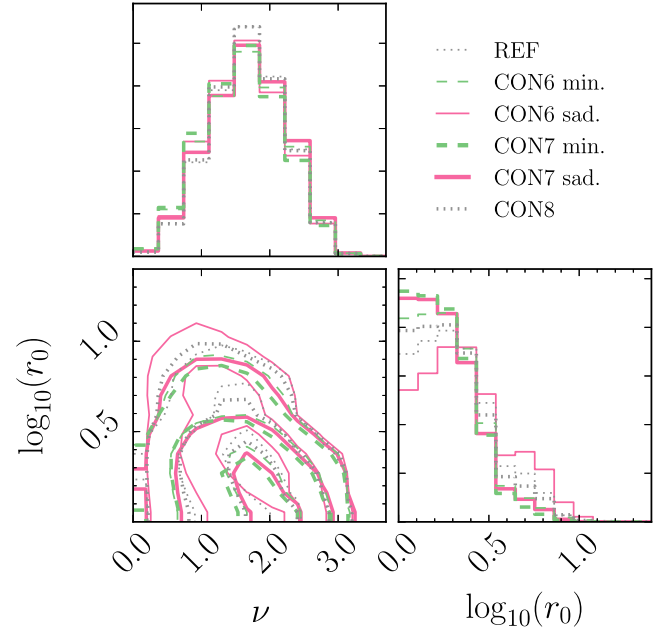 REF
CON6 min.
CON6 sad.
CON7 min.
CON7 sad.
CON8
log₁₀(r₀)
1.0
0.5
0.0
1.0
2.0
3.0
ν
0.0
0.5
1.0
log₁₀(r₀)